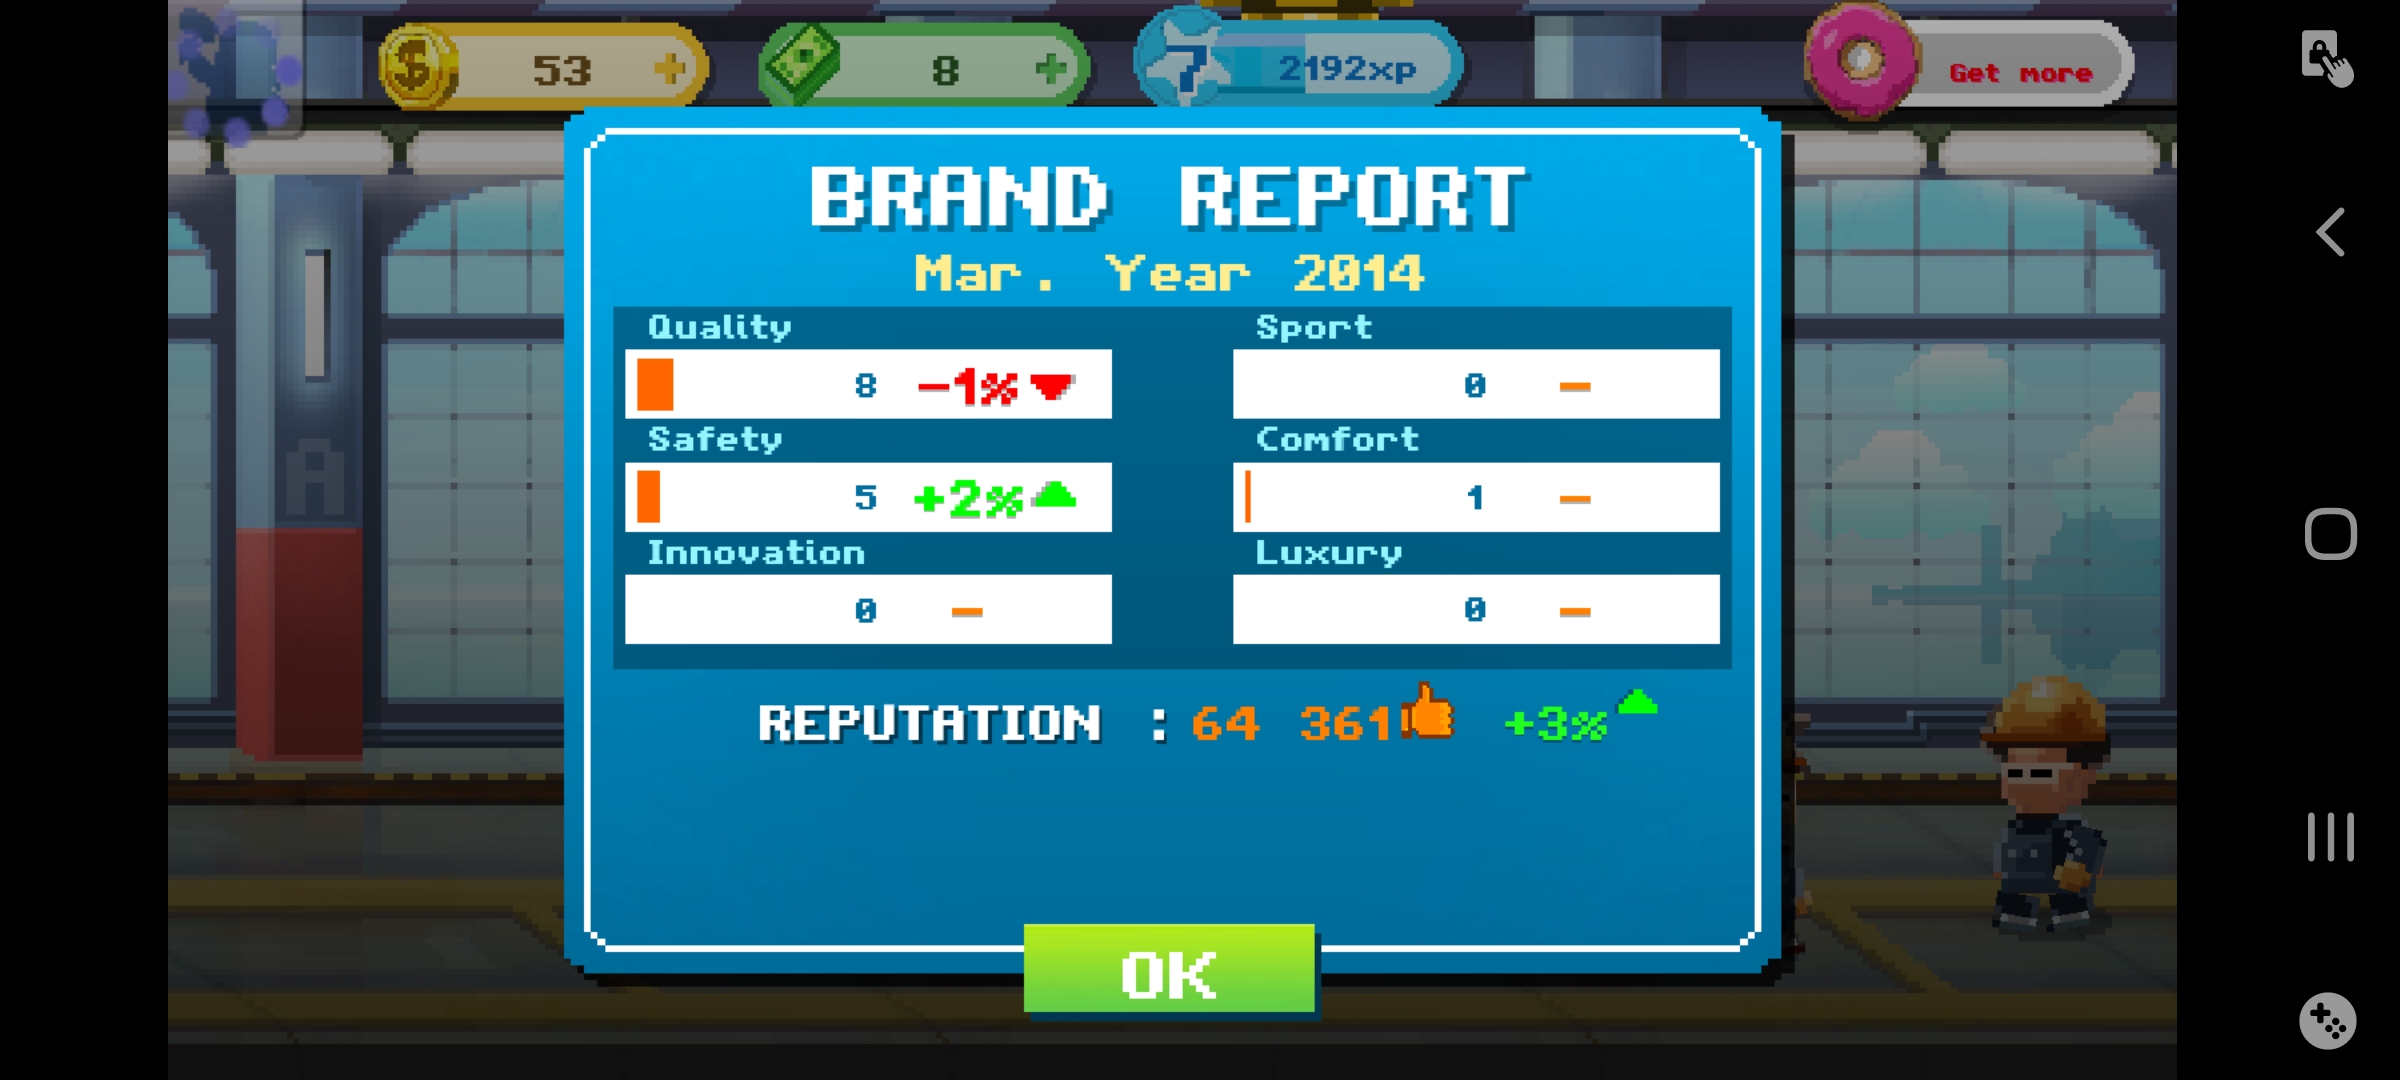 53 + 8 + 7 2192xp Get more
BRAND REPORT
Mar. Year 2014
Quality Sport
8 -1% 0 -
Safety Comfort
5 +2% 1 -
Innovation Luxury
0 - 0 -
REPUTATION : 64 361 +3%
OK
A